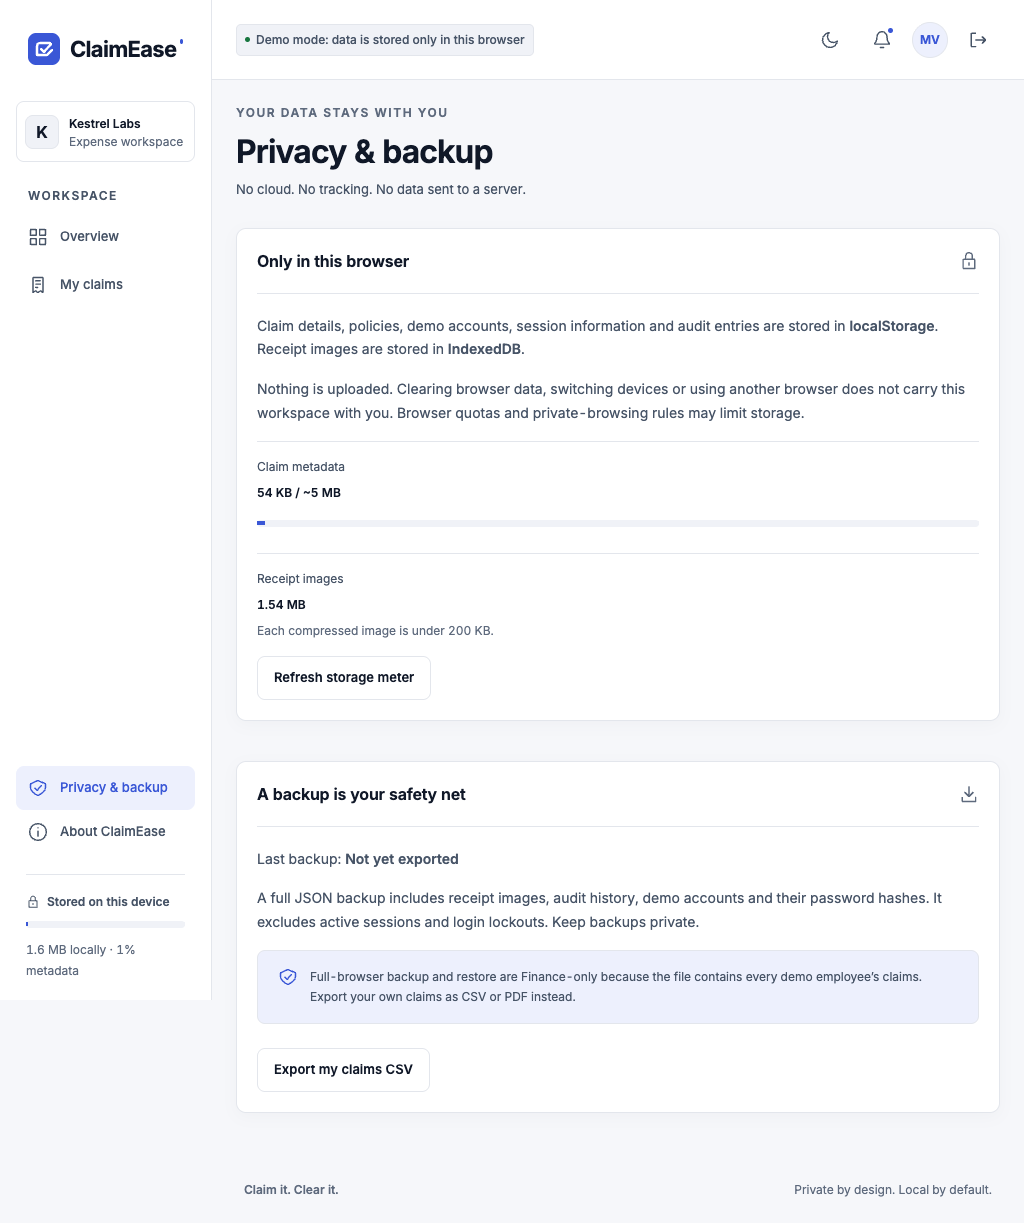 ClaimEase
K
Kestrel Labs
Expense workspace
WORKSPACE
Overview
My claims
Privacy & backup
About ClaimEase
Stored on this device
1.6 MB locally · 1%
metadata
Demo mode: data is stored only in this browser
MV
YOUR DATA STAYS WITH YOU
Privacy & backup
No cloud. No tracking. No data sent to a server.
Only in this browser
Claim details, policies, demo accounts, session information and audit entries are stored in localStorage.
Receipt images are stored in IndexedDB.
Nothing is uploaded. Clearing browser data, switching devices or using another browser does not carry this
workspace with you. Browser quotas and private-browsing rules may limit storage.
Claim metadata
54 KB / ~5 MB
Receipt images
1.54 MB
Each compressed image is under 200 KB.
Refresh storage meter
A backup is your safety net
Last backup: Not yet exported
A full JSON backup includes receipt images, audit history, demo accounts and their password hashes. It
excludes active sessions and login lockouts. Keep backups private.
Full-browser backup and restore are Finance-only because the file contains every demo employee’s claims.
Export your own claims as CSV or PDF instead.
Export my claims CSV
Claim it. Clear it.
Private by design. Local by default.